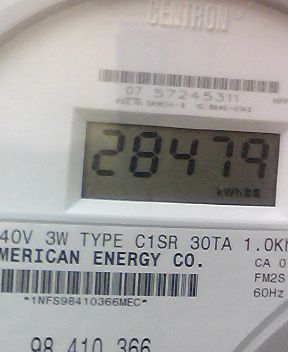 CENTRON®
07 57245311
28479
kWh
40V 3W TYPE C1SR 30TA 1.0K
MERICAN ENERGY CO.
CA 0
FM2S
*1NFS98410366MEC*
60Hz
98 410 366